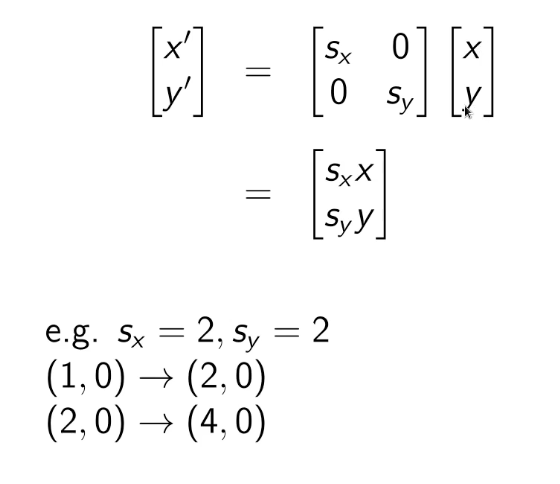 [x′ y′] = [s_x 0 0 s_y] [x y]
= [s_x x s_y y]
e.g. s_x = 2, s_y = 2
(1, 0) → (2, 0)
(2, 0) → (4, 0)